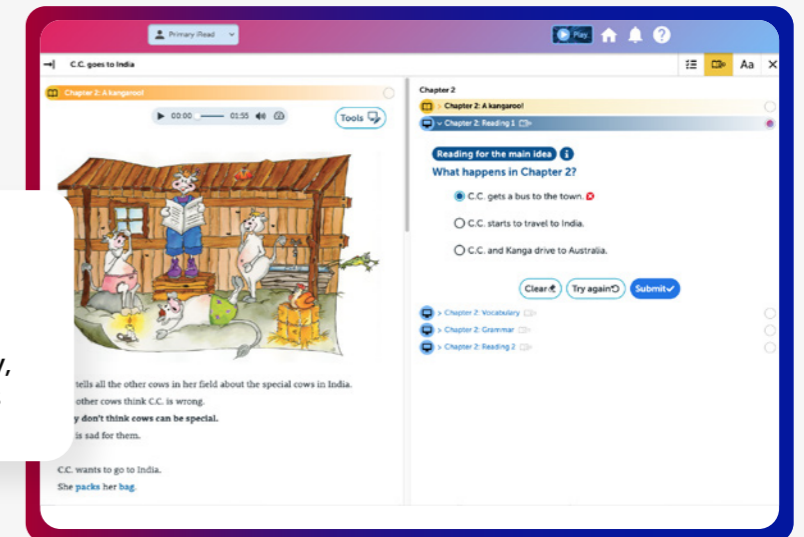 Primary iRead
Play
C.C. goes to India
Aa
Chapter 2: A kangaroo!
00:00
01:55
Tools
tells all the other cows in her field about the special cows in India.
other cows think C.C. is wrong.
y don't think cows can be special.
is sad for them.
C.C. wants to go to India.
She packs her bag.
Chapter 2
Chapter 2: A kangaroo!
Chapter 2: Reading 1
Reading for the main idea
What happens in Chapter 2?
C.C. gets a bus to the town.
C.C. starts to travel to India.
C.C. and Kanga drive to Australia.
Clear
Try again
Submit
Chapter 2: Vocabulary
Chapter 2: Grammar
Chapter 2: Reading 2